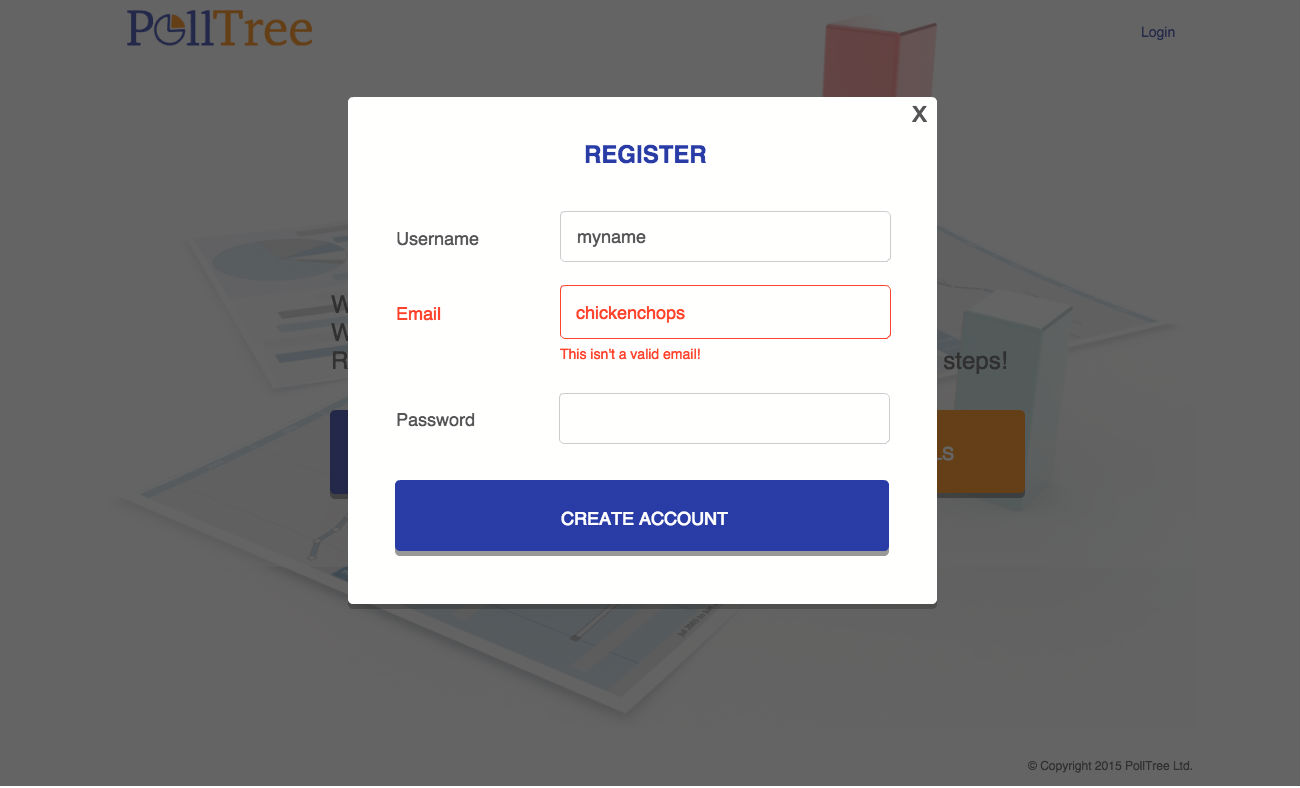 PollTree
Login
X
REGISTER
Username
myname
Email
chickenchops
This isn't a valid email!
steps!
Password
CREATE ACCOUNT
© Copyright 2015 PollTree Ltd.